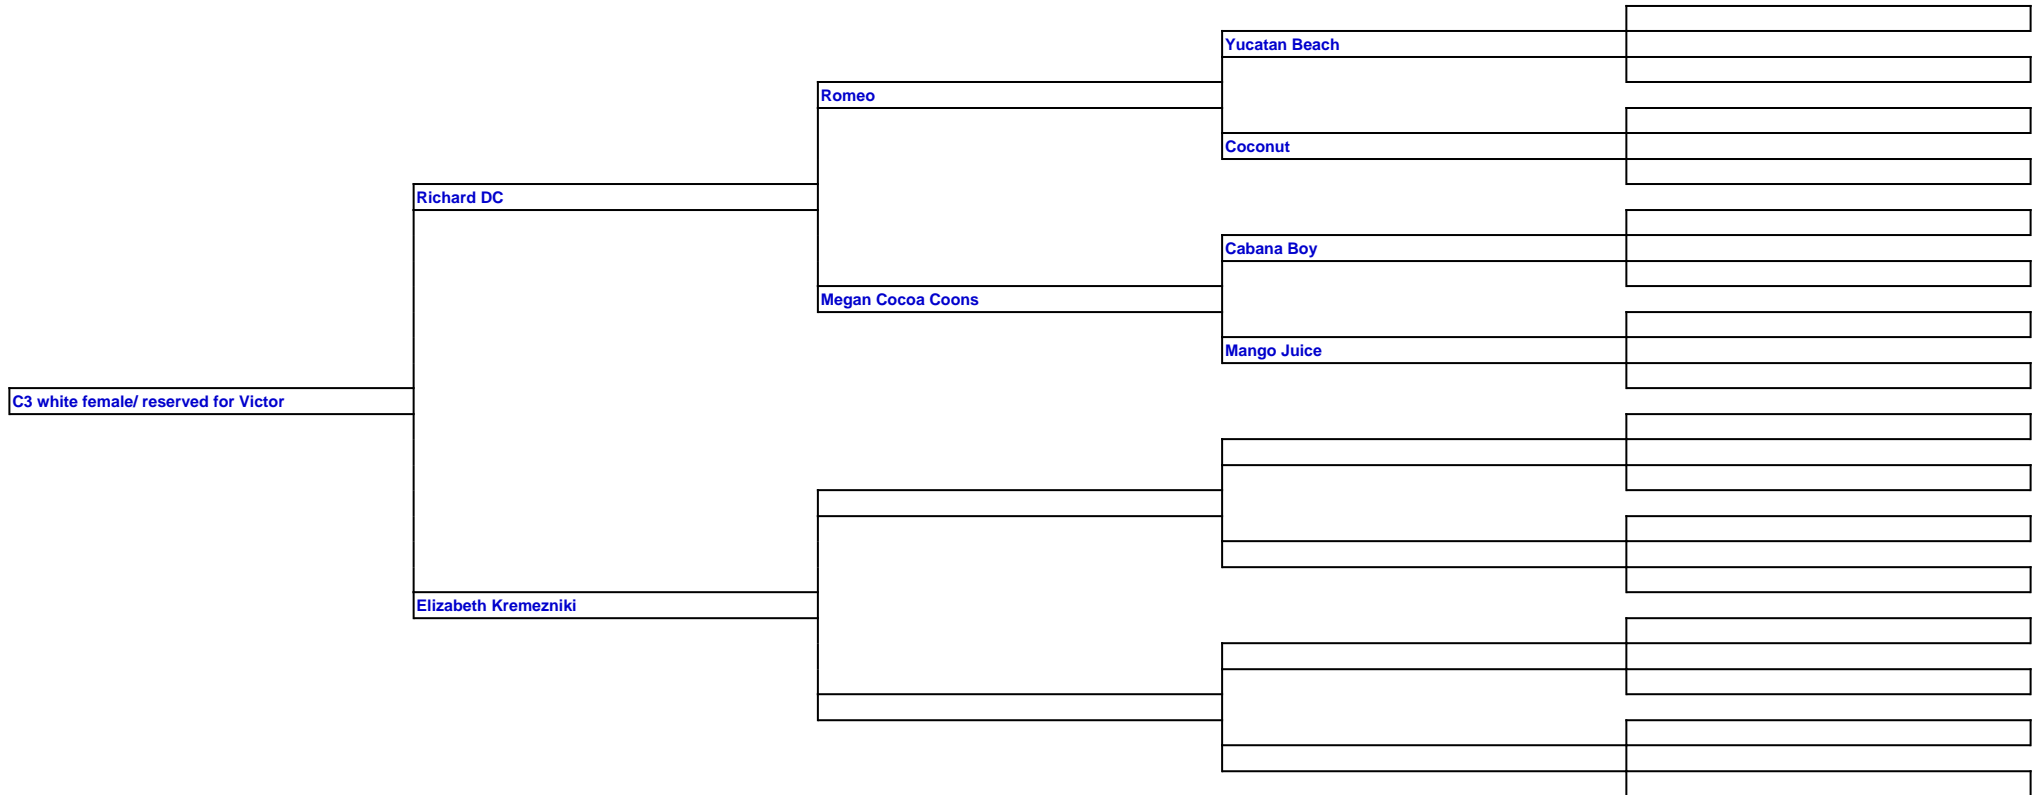 Yucatan Beach
Romeo
Coconut
Richard DC
Cabana Boy
Megan Cocoa Coons
Mango Juice
C3 white female/ reserved for Victor
Elizabeth Kremezniki